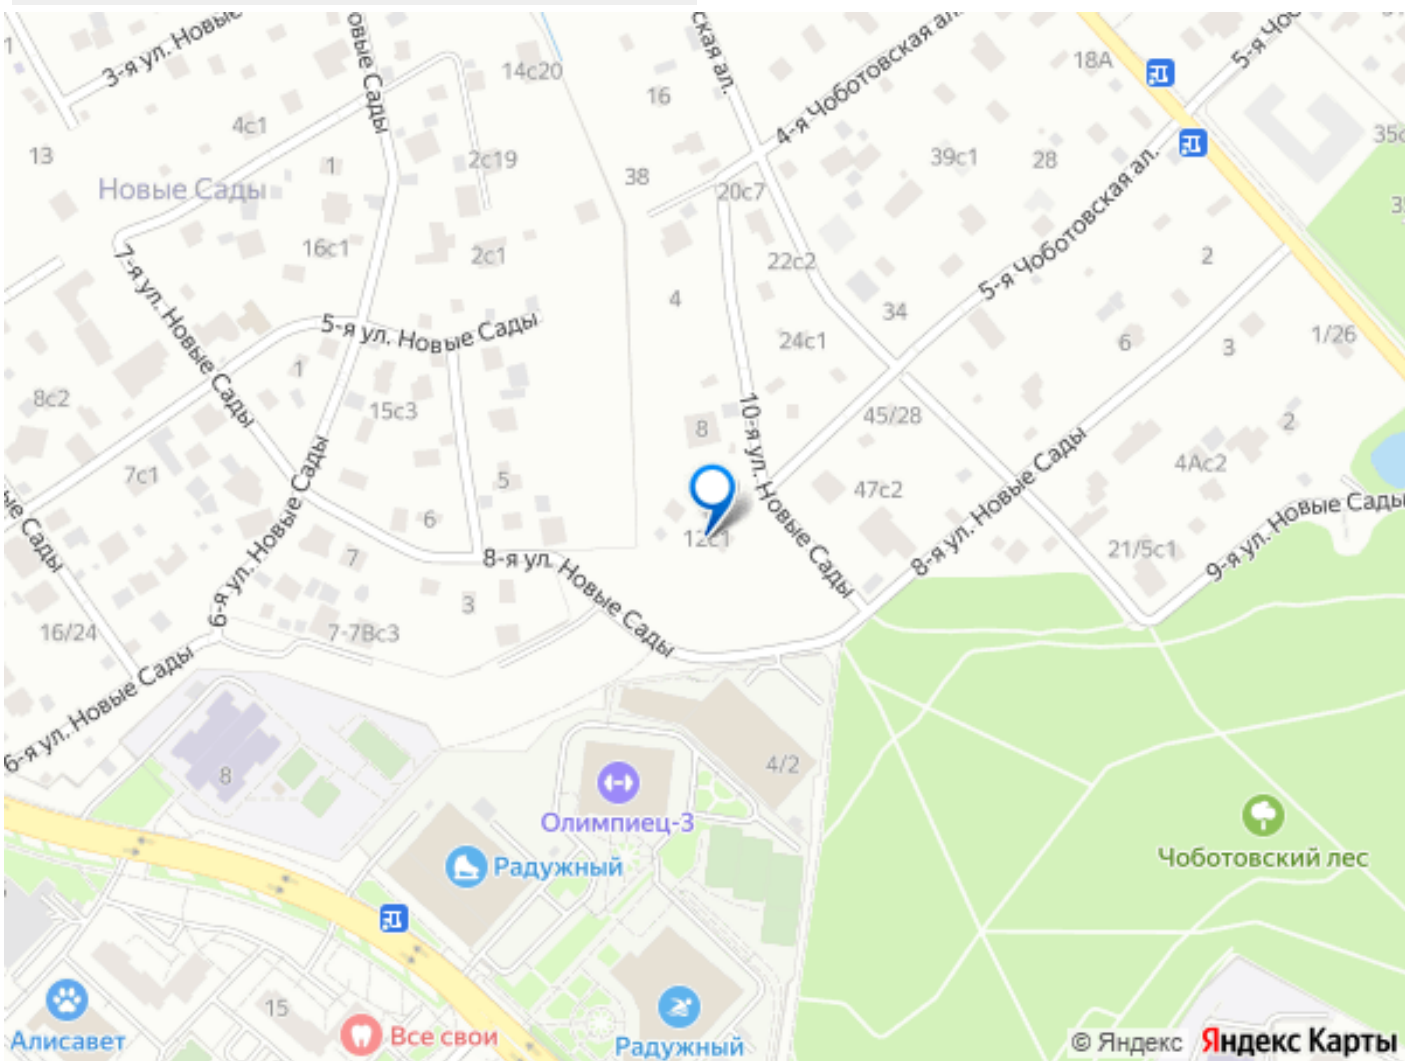 3-я ул. Новые
овые Сады
ская ал.
4-я Чоботовская ал.
5-я Чо
18А
14с20
16
4с1
13
1
2с19
38
39с1
28
35с
Новые Сады
20с7
5-я Чоботовская ал.
16с1
2с1
22с2
2
7-я ул. Новые Сады
4
34
5-я ул. Новые Сады
24с1
6
3
1/26
1
8с2
15с3
10-я ул. Новые Сады
45/28
8
2
7с1
5
47с2
4Ас2
6-я ул. Новые Сады
6
12с1
8-я ул. Новые Сады
9-я ул. Новые Сады
ые Сады
7
8-я ул. Новые Сады
21/5с1
3
16/24
7-7Вс3
6-я ул. Новые Сады
8
4/2
Олимпиец-3
Радужный
Чоботовский лес
15
Алисавет
Все свои
Радужный
© Яндекс Яндекс Карты